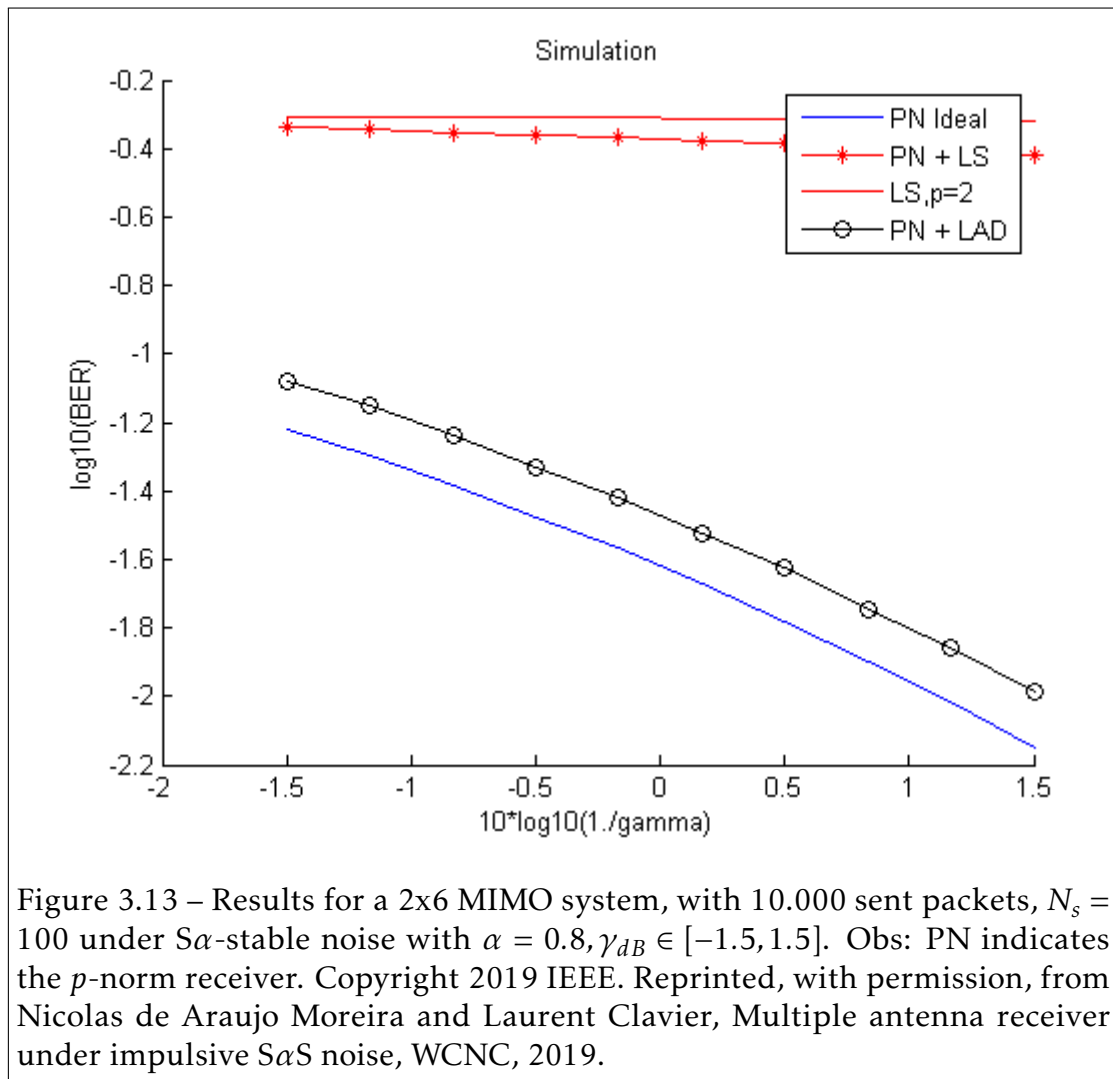 Simulation
-0.2
-0.4
-0.6
-0.8
-1
-1.2
-1.4
-1.6
-1.8
-2
-2.2
log10(BER)
PN Ideal
PN + LS
LS,p=2
PN + LAD
-2
-1.5
-1
-0.5
0
0.5
1
1.5
10*log10(1./gamma)
Figure 3.13 – Results for a 2x6 MIMO system, with 10.000 sent packets, N_s =
100 under Sα-stable noise with α = 0.8, γ_dB ∈ [−1.5, 1.5]. Obs: PN indicates
the p-norm receiver. Copyright 2019 IEEE. Reprinted, with permission, from
Nicolas de Araujo Moreira and Laurent Clavier, Multiple antenna receiver
under impulsive SαS noise, WCNC, 2019.